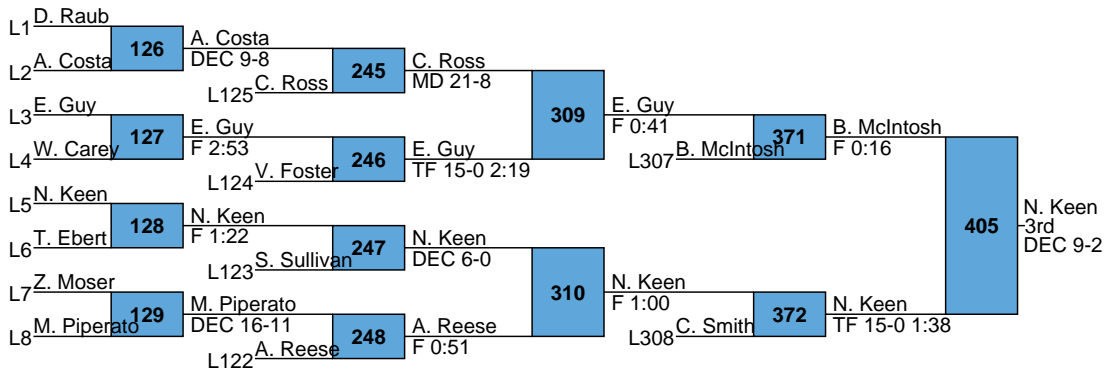 L1 D. Raub
126
A. Costa
DEC 9-8
L2 A. Costa
245
C. Ross
MD 21-8
L125 C. Ross
L3 E. Guy
127
E. Guy
F 2:53
L4 W. Carey
246
E. Guy
TF 15-0 2:19
L124 V. Foster
309
E. Guy
F 0:41
371
B. McIntosh
F 0:16
L307 B. McIntosh
L5 N. Keen
128
N. Keen
F 1:22
L6 T. Ebert
247
N. Keen
DEC 6-0
L123 S. Sullivan
L7 Z. Moser
129
M. Piperato
DEC 16-11
L8 M. Piperato
248
A. Reese
F 0:51
L122 A. Reese
310
N. Keen
F 1:00
372
N. Keen
TF 15-0 1:38
L308 C. Smith
405
N. Keen
3rd
DEC 9-2